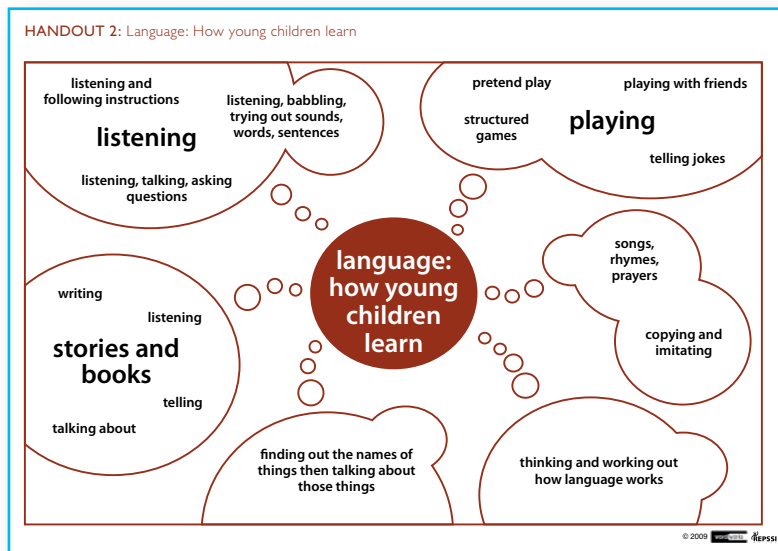 HANDOUT 2: Language: How young children learn
listening and
following instructions
listening
listening, talking, asking
questions
listening, babbling,
trying out sounds,
words, sentences
pretend play
structured
games
playing with friends
playing
telling jokes
language:
how young
children
learn
songs,
rhymes,
prayers
copying and
imitating
writing
listening
stories and
books
telling
talking about
finding out the names of
things then talking about
those things
thinking and working out
how language works
© 2009 wordworks REPSSI